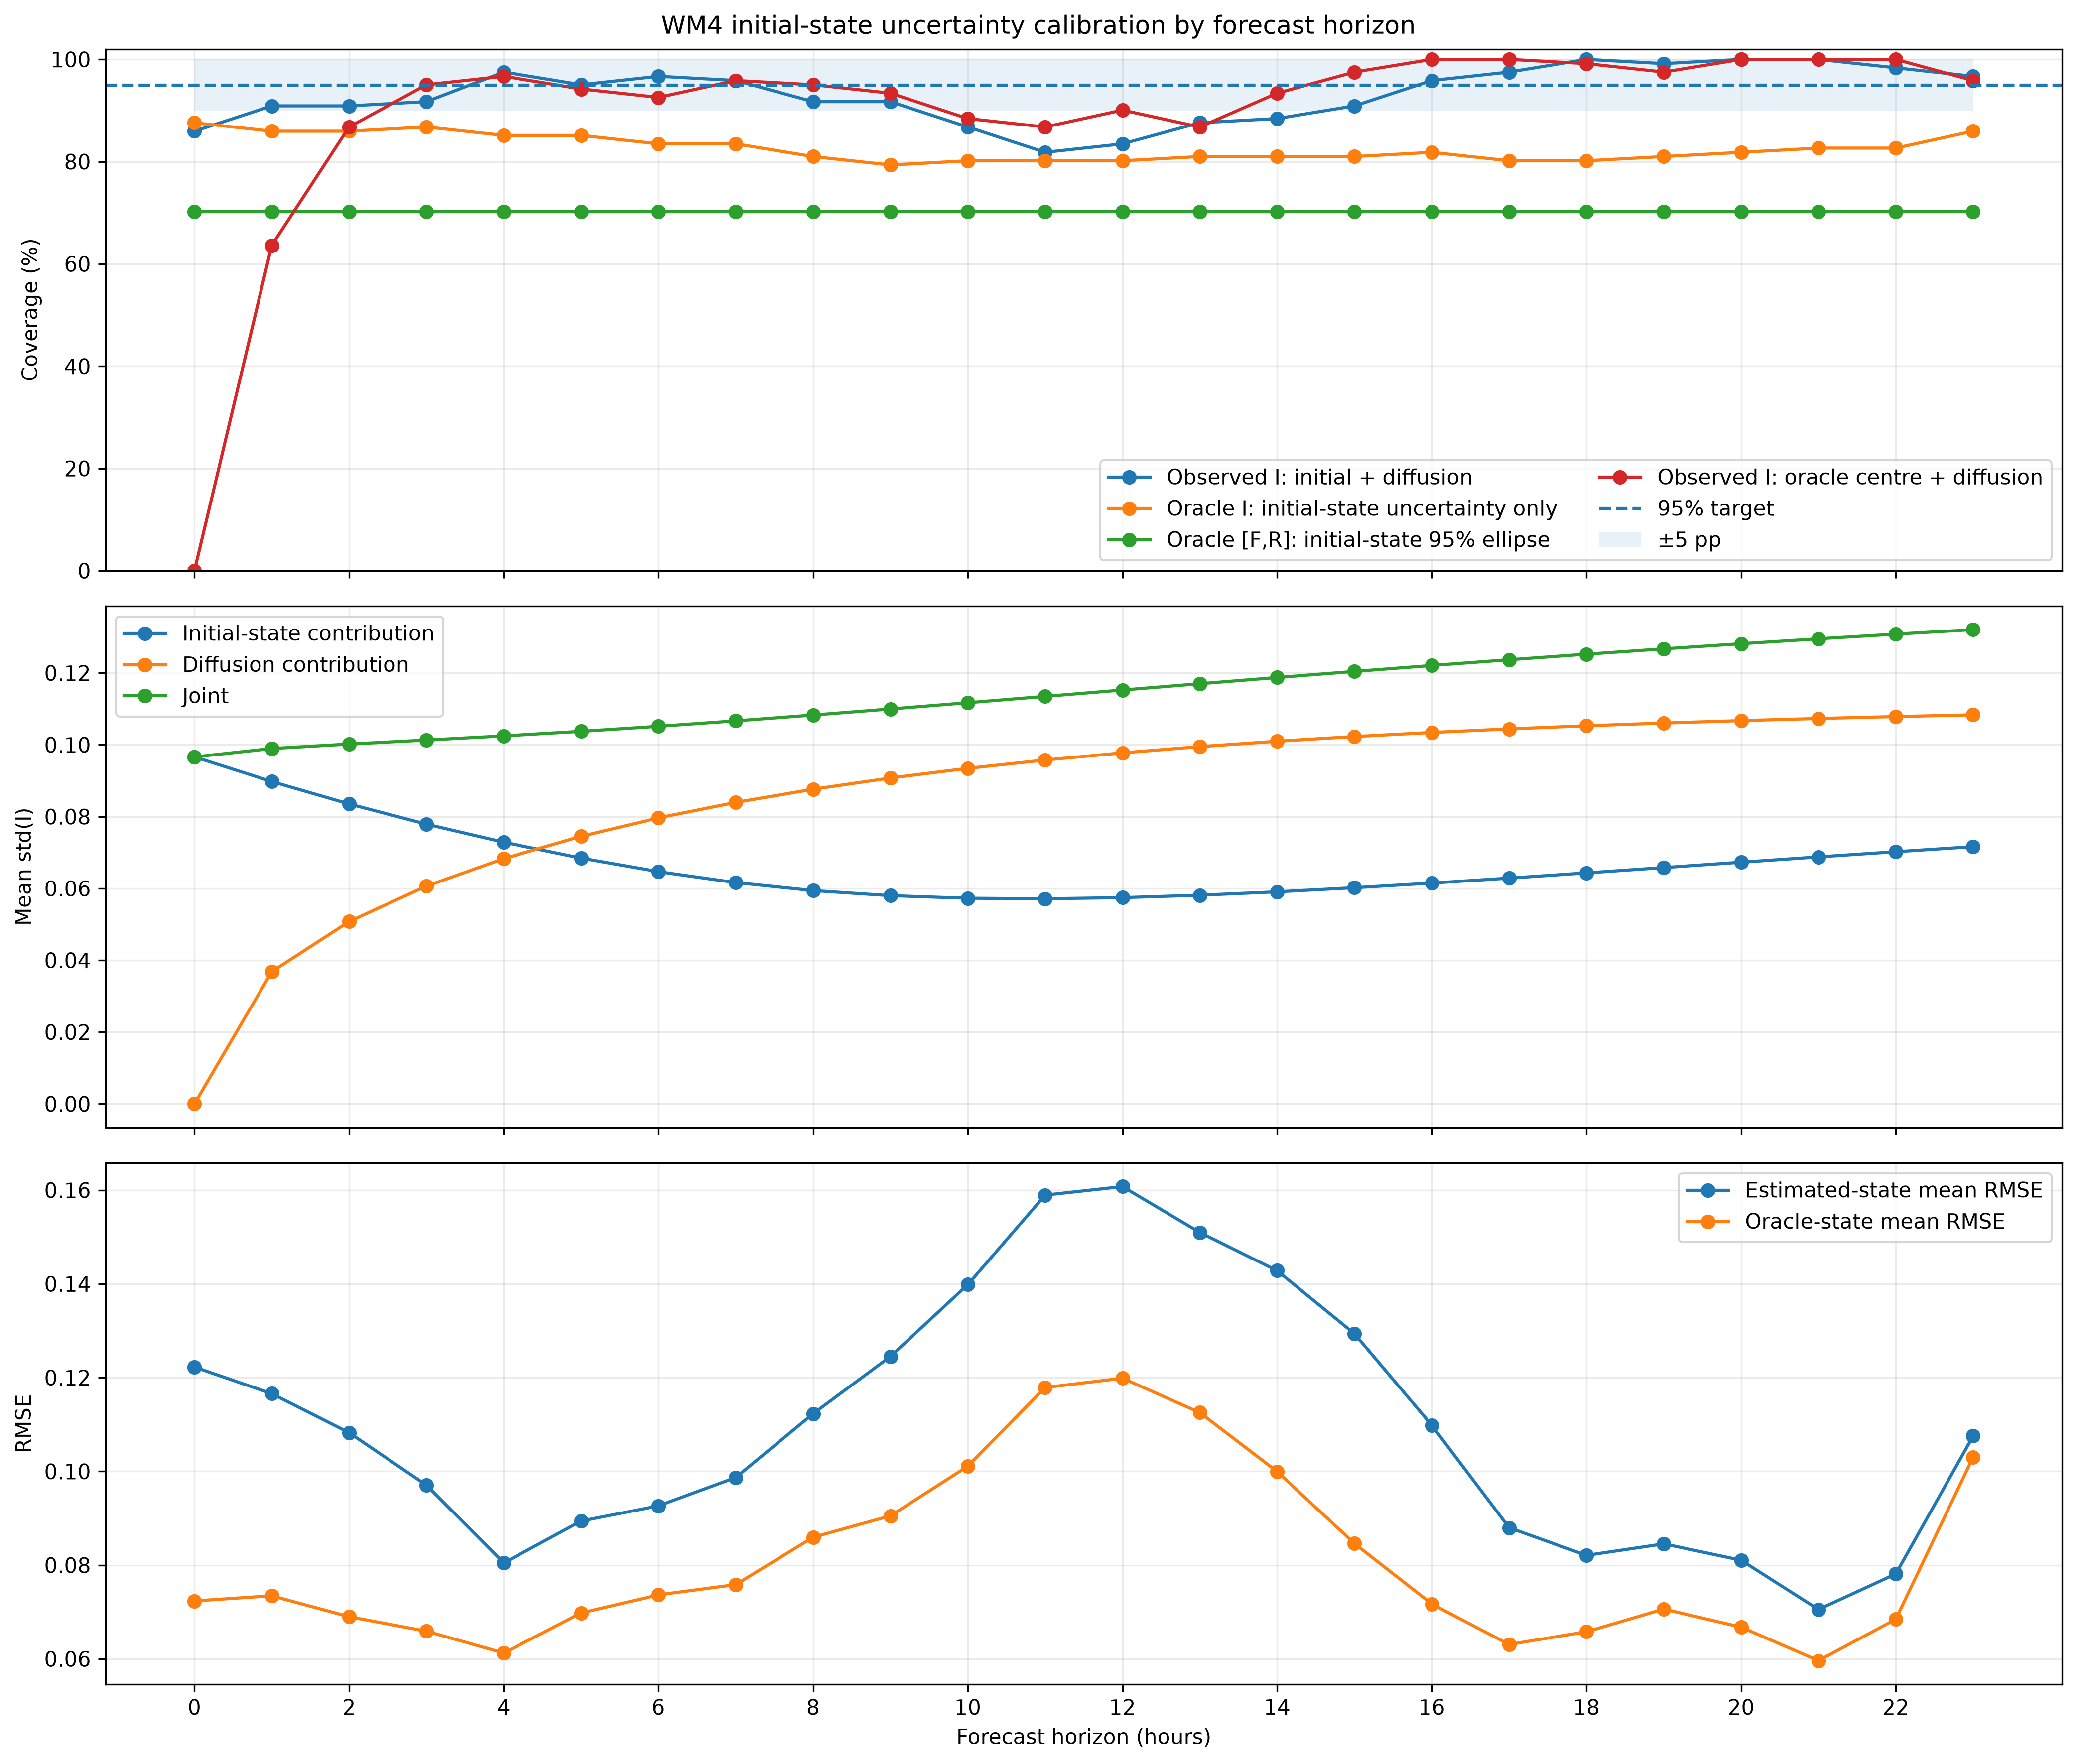 WM4 initial-state uncertainty calibration by forecast horizon
100
80
60
40
20
0
Coverage (%)
Observed I: initial + diffusion
Oracle I: initial-state uncertainty only
Oracle [F,R]: initial-state 95% ellipse
Observed I: oracle centre + diffusion
95% target
±5 pp
Initial-state contribution
Diffusion contribution
Joint
0.12
0.10
0.08
0.06
0.04
0.02
0.00
Mean std(I)
Estimated-state mean RMSE
Oracle-state mean RMSE
0.16
0.14
0.12
0.10
0.08
0.06
RMSE
0 2 4 6 8 10 12 14 16 18 20 22
Forecast horizon (hours)